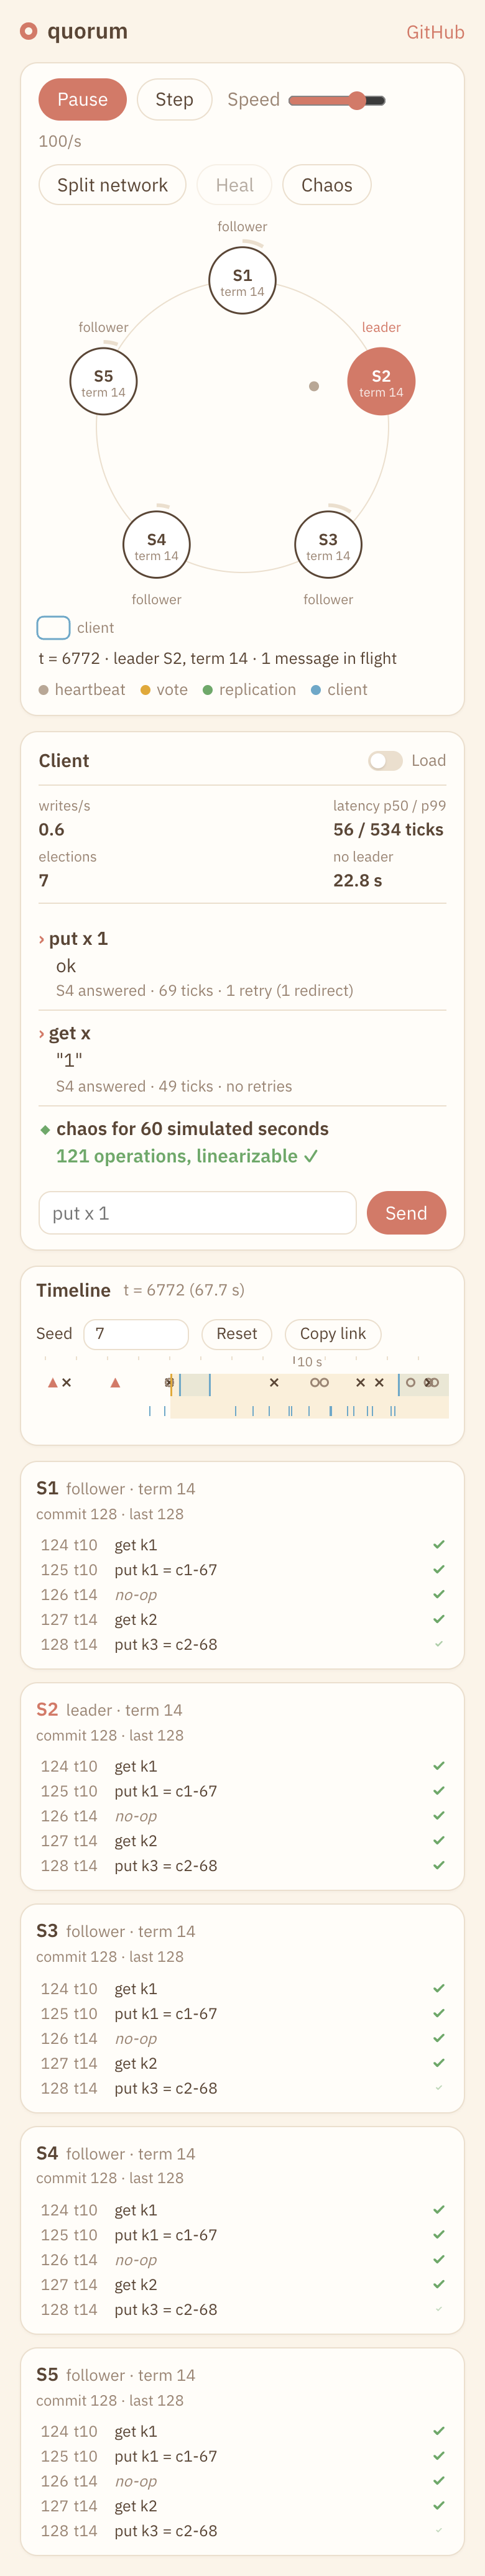 quorum GitHub
Pause Step Speed
100/s
Split network Heal Chaos
follower
S1
term 14
follower leader
S5 S2
term 14 term 14
S4 S3
term 14 term 14
follower follower
client
t = 6772 · leader S2, term 14 · 1 message in flight
heartbeat vote replication client
Client Load
writes/s latency p50 / p99
0.6 56 / 534 ticks
elections no leader
7 22.8 s
› put x 1
ok
S4 answered · 69 ticks · 1 retry (1 redirect)
› get x
"1"
S4 answered · 49 ticks · no retries
◆ chaos for 60 simulated seconds
121 operations, linearizable ✓
put x 1 Send
Timeline t = 6772 (67.7 s)
Seed 7 Reset Copy link
10 s
S1 follower · term 14
commit 128 · last 128
124 t10 get k1 ✓
125 t10 put k1 = c1-67 ✓
126 t14 no-op ✓
127 t14 get k2 ✓
128 t14 put k3 = c2-68 ✓
S2 leader · term 14
commit 128 · last 128
124 t10 get k1 ✓
125 t10 put k1 = c1-67 ✓
126 t14 no-op ✓
127 t14 get k2 ✓
128 t14 put k3 = c2-68 ✓
S3 follower · term 14
commit 128 · last 128
124 t10 get k1 ✓
125 t10 put k1 = c1-67 ✓
126 t14 no-op ✓
127 t14 get k2 ✓
128 t14 put k3 = c2-68 ✓
S4 follower · term 14
commit 128 · last 128
124 t10 get k1 ✓
125 t10 put k1 = c1-67 ✓
126 t14 no-op ✓
127 t14 get k2 ✓
128 t14 put k3 = c2-68 ✓
S5 follower · term 14
commit 128 · last 128
124 t10 get k1 ✓
125 t10 put k1 = c1-67 ✓
126 t14 no-op ✓
127 t14 get k2 ✓
128 t14 put k3 = c2-68 ✓